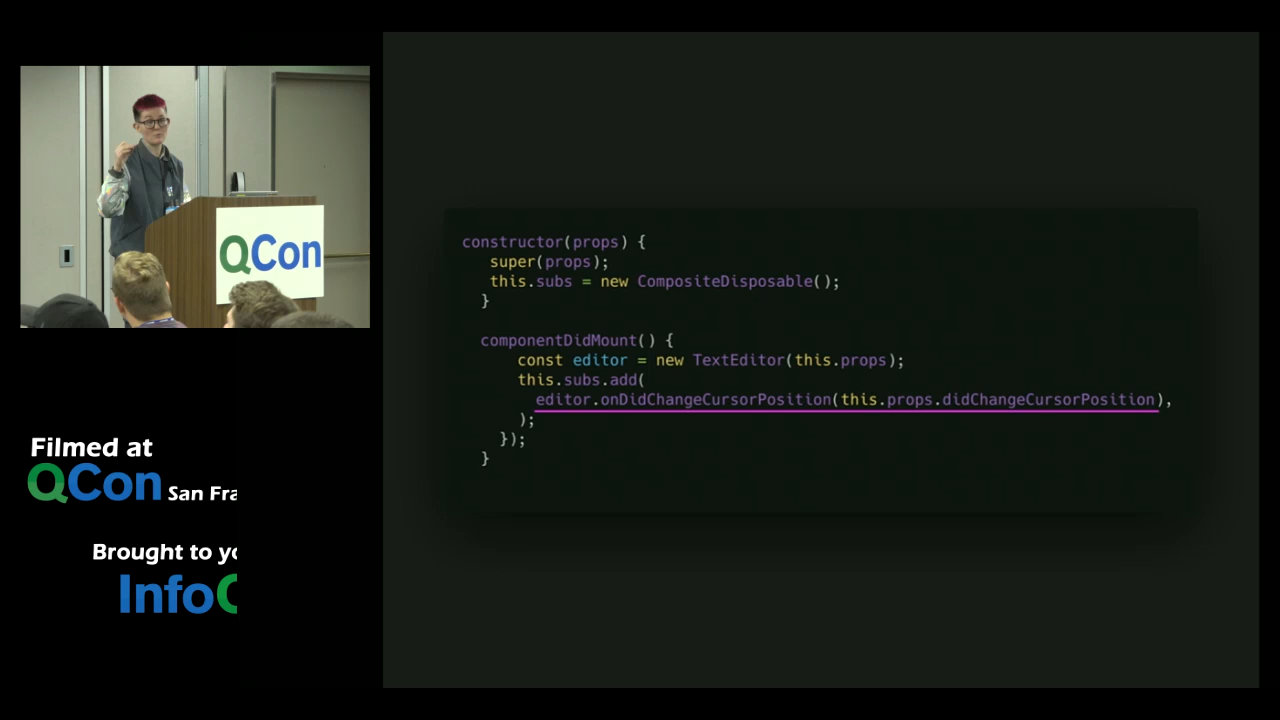 QCon
Filmed at
QCon San Fra
Brought to yo
InfoQ
constructor(props) {
super(props);
this.subs = new CompositeDisposable();
}
componentDidMount() {
const editor = new TextEditor(this.props);
this.subs.add(
editor.onDidChangeCursorPosition(this.props.didChangeCursorPosition),
);
});
}